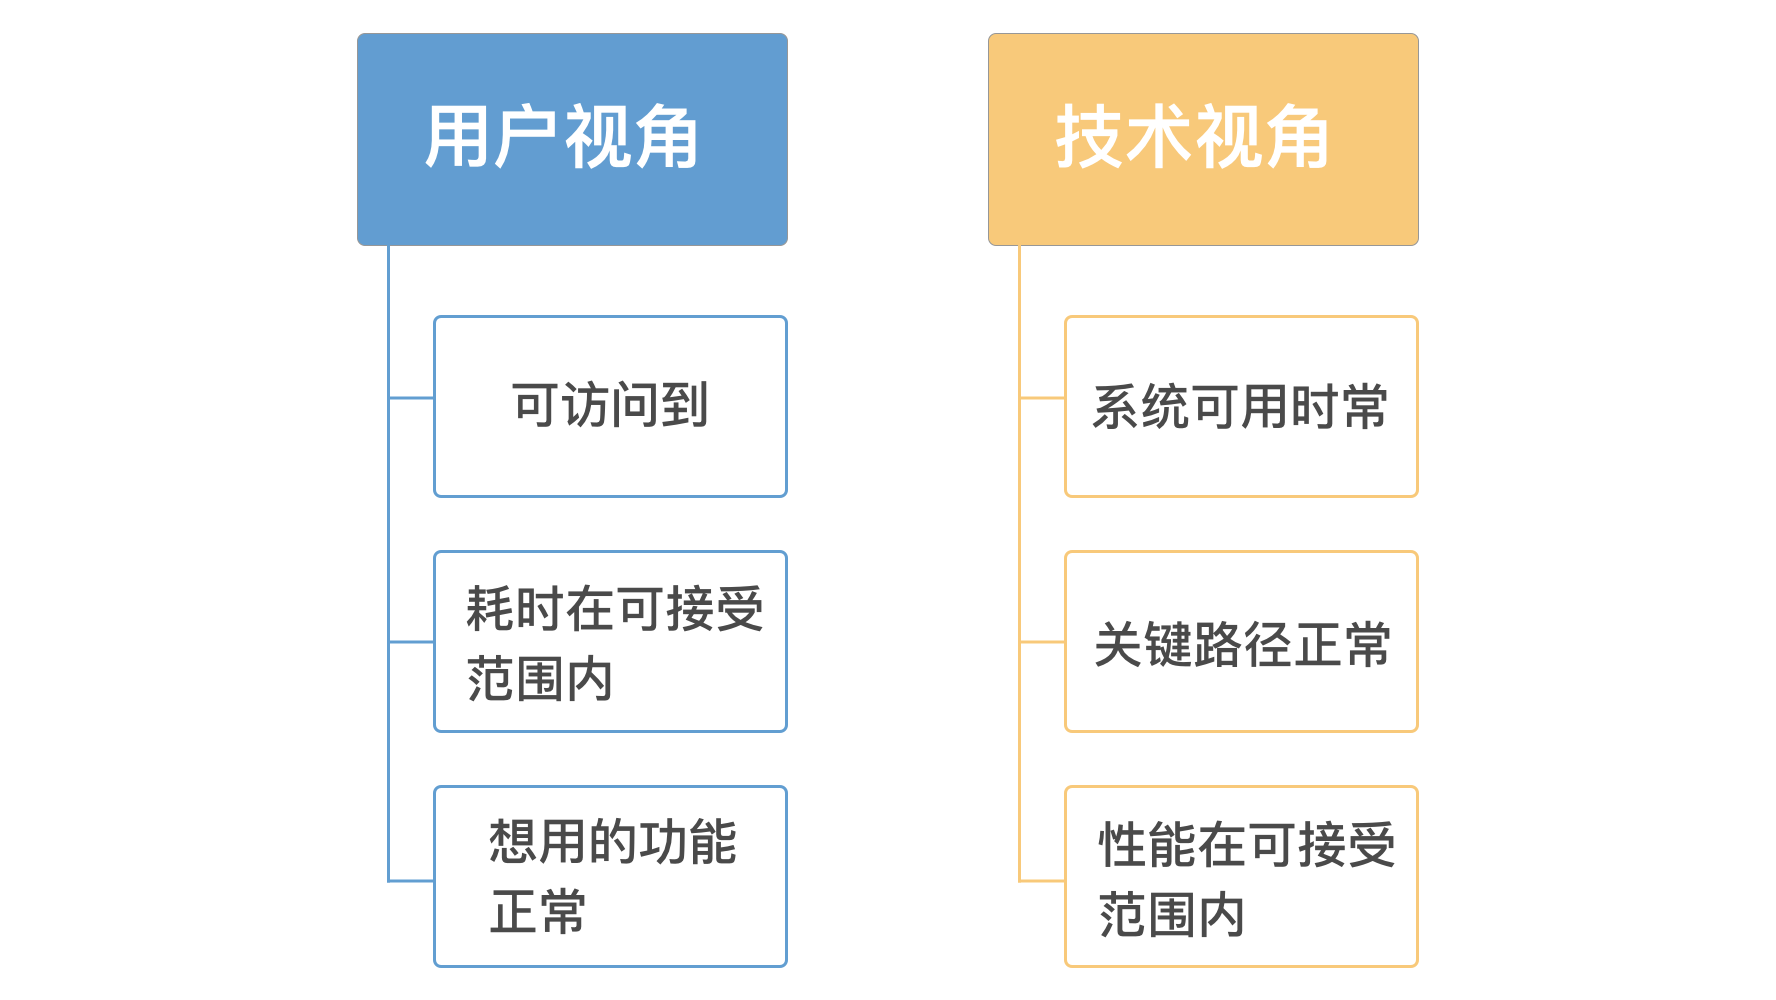 用户视角
可访问到
耗时在可接受
范围内
想用的功能
正常
技术视角
系统可用时常
关键路径正常
性能在可接受
范围内